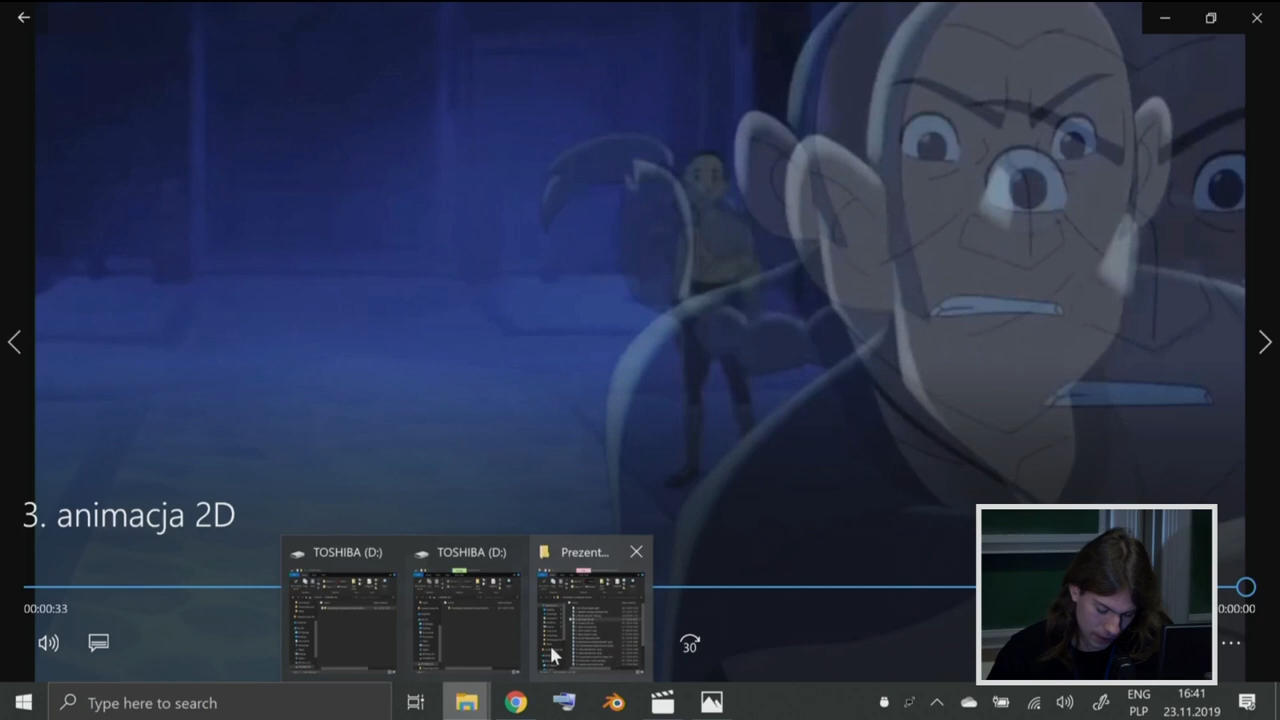 3. animacja 2D
TOSHIBA (D:)
TOSHIBA (D:)
Prezent...
00:00:33
0:00:00
30
Type here to search
ENG
PLP
16:41
23.11.2019